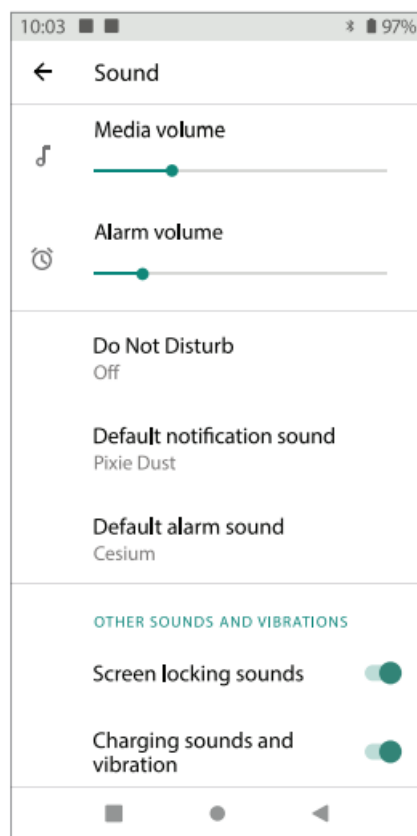 10:03 97%
Sound
Media volume
Alarm volume
Do Not Disturb
Off
Default notification sound
Pixie Dust
Default alarm sound
Cesium
OTHER SOUNDS AND VIBRATIONS
Screen locking sounds
Charging sounds and
vibration